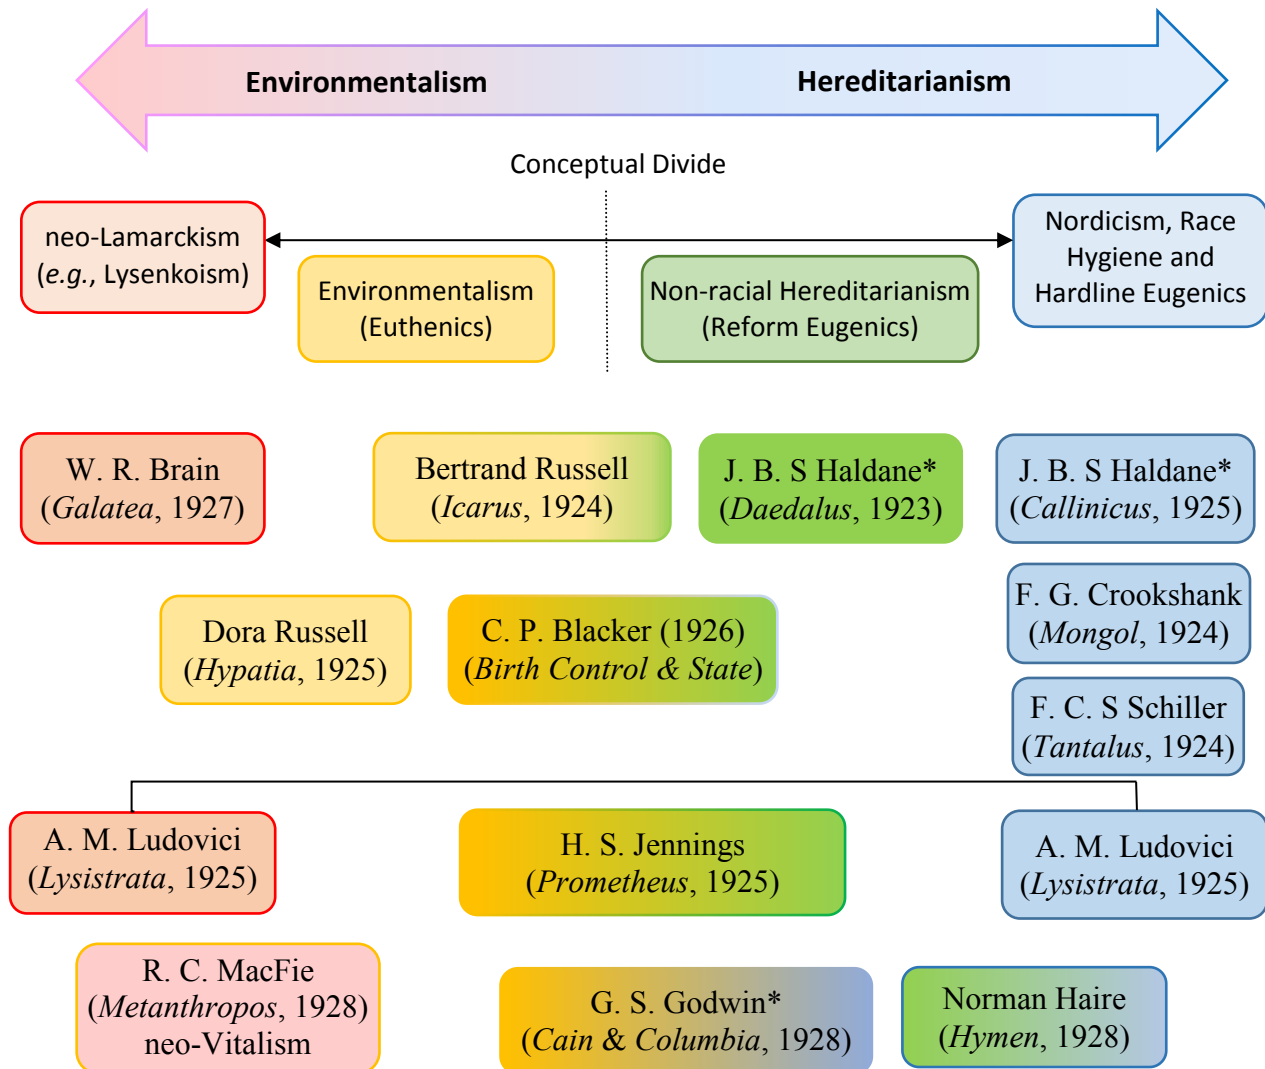 Environmentalism
Hereditarianism
Conceptual Divide
neo-Lamarckism
(e.g., Lysenkoism)
Environmentalism
(Euthenics)
Non-racial Hereditarianism
(Reform Eugenics)
Nordicism, Race
Hygiene and
Hardline Eugenics
W. R. Brain
(Galatea, 1927)
Bertrand Russell
(Icarus, 1924)
J. B. S Haldane*
(Daedalus, 1923)
J. B. S Haldane*
(Callinicus, 1925)
Dora Russell
(Hypatia, 1925)
C. P. Blacker (1926)
(Birth Control & State)
F. G. Crookshank
(Mongol, 1924)
F. C. S Schiller
(Tantalus, 1924)
A. M. Ludovici
(Lysistrata, 1925)
H. S. Jennings
(Prometheus, 1925)
A. M. Ludovici
(Lysistrata, 1925)
R. C. MacFie
(Metanthropos, 1928)
neo-Vitalism
G. S. Godwin*
(Cain & Columbia, 1928)
Norman Haire
(Hymen, 1928)